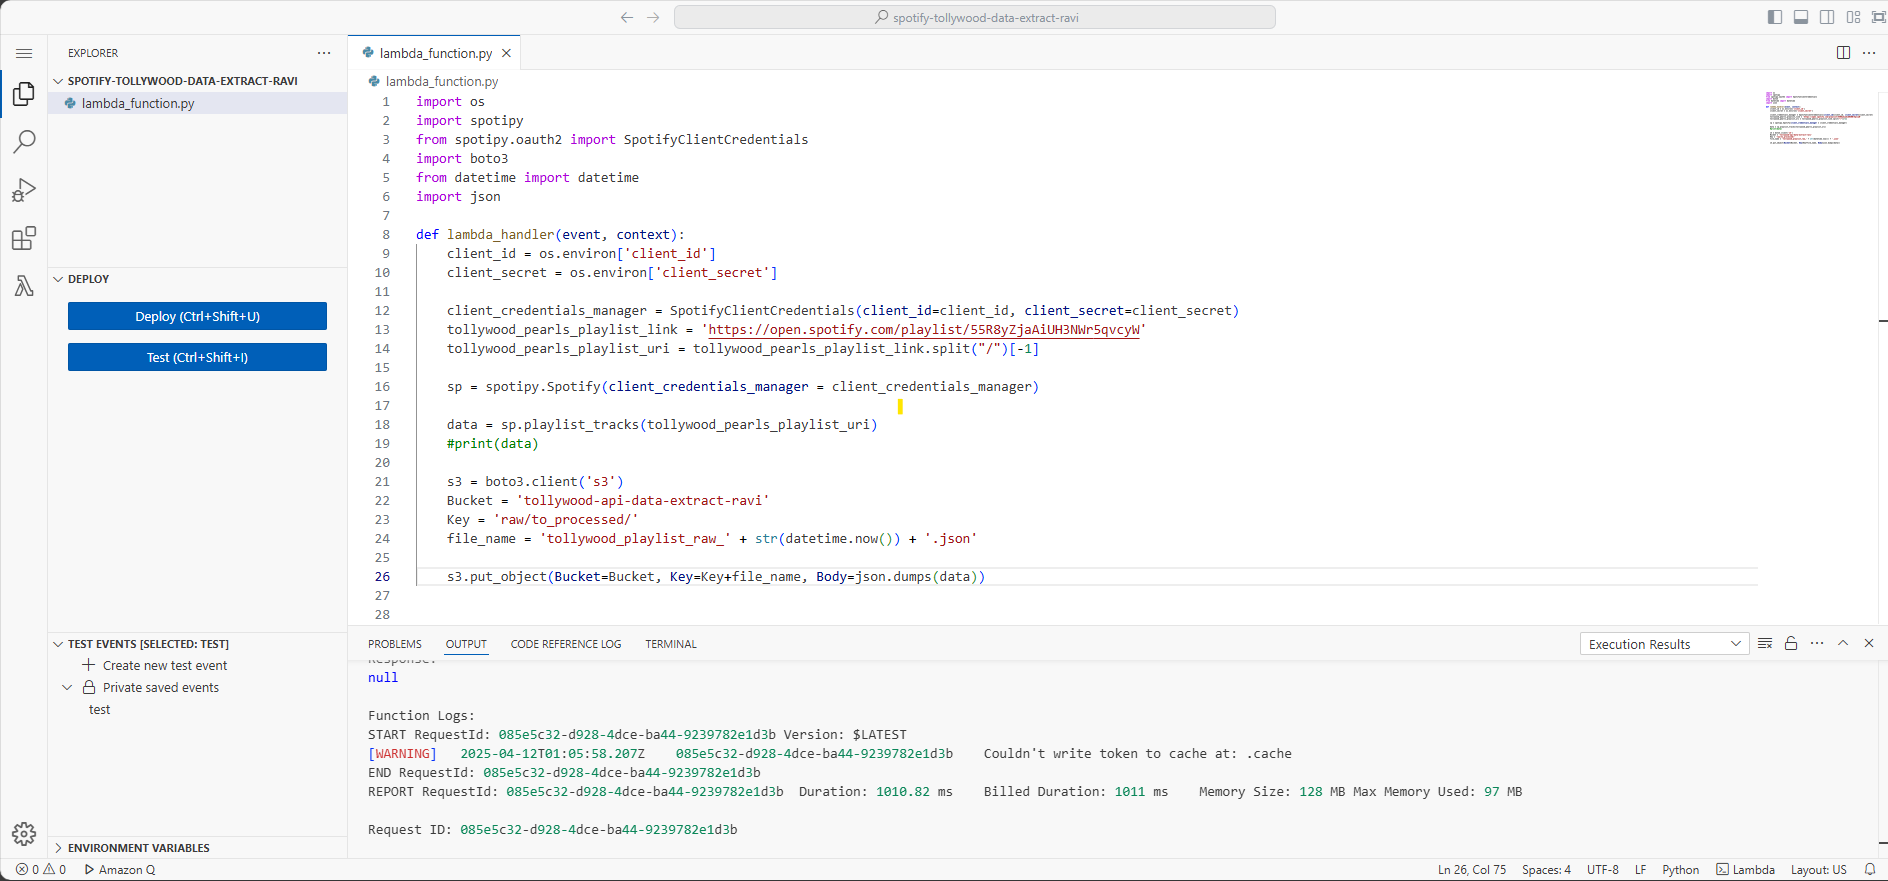 spotify-tollywood-data-extract-ravi
EXPLORER
SPOTIFY-TOLLYWOOD-DATA-EXTRACT-RAVI
lambda_function.py
DEPLOY
Deploy (Ctrl+Shift+U)
Test (Ctrl+Shift+I)
TEST EVENTS [SELECTED: TEST]
Create new test event
Private saved events
test
ENVIRONMENT VARIABLES
lambda_function.py
lambda_function.py
1 import os
2 import spotipy
3 from spotipy.oauth2 import SpotifyClientCredentials
4 import boto3
5 from datetime import datetime
6 import json
7
8 def lambda_handler(event, context):
9 client_id = os.environ['client_id']
10 client_secret = os.environ['client_secret']
11
12 client_credentials_manager = SpotifyClientCredentials(client_id=client_id, client_secret=client_secret)
13 tollywood_pearls_playlist_link = 'https://open.spotify.com/playlist/55R8yZjaAiUH3NWr5qvcyW'
14 tollywood_pearls_playlist_uri = tollywood_pearls_playlist_link.split("/")[-1]
15
16 sp = spotipy.Spotify(client_credentials_manager = client_credentials_manager)
17
18 data = sp.playlist_tracks(tollywood_pearls_playlist_uri)
19 #print(data)
20
21 s3 = boto3.client('s3')
22 Bucket = 'tollywood-api-data-extract-ravi'
23 Key = 'raw/to_processed/'
24 file_name = 'tollywood_playlist_raw_' + str(datetime.now()) + '.json'
25
26 s3.put_object(Bucket=Bucket, Key=Key+file_name, Body=json.dumps(data))
27
28
PROBLEMS OUTPUT CODE REFERENCE LOG TERMINAL
Execution Results
Response:
null
Function Logs:
START RequestId: 085e5c32-d928-4dce-ba44-9239782e1d3b Version: $LATEST
[WARNING] 2025-04-12T01:05:58.207Z 085e5c32-d928-4dce-ba44-9239782e1d3b Couldn't write token to cache at: .cache
END RequestId: 085e5c32-d928-4dce-ba44-9239782e1d3b
REPORT RequestId: 085e5c32-d928-4dce-ba44-9239782e1d3b Duration: 1010.82 ms Billed Duration: 1011 ms Memory Size: 128 MB Max Memory Used: 97 MB
Request ID: 085e5c32-d928-4dce-ba44-9239782e1d3b
0 0 Amazon Q
Ln 26, Col 75 Spaces: 4 UTF-8 LF Python Lambda Layout: US